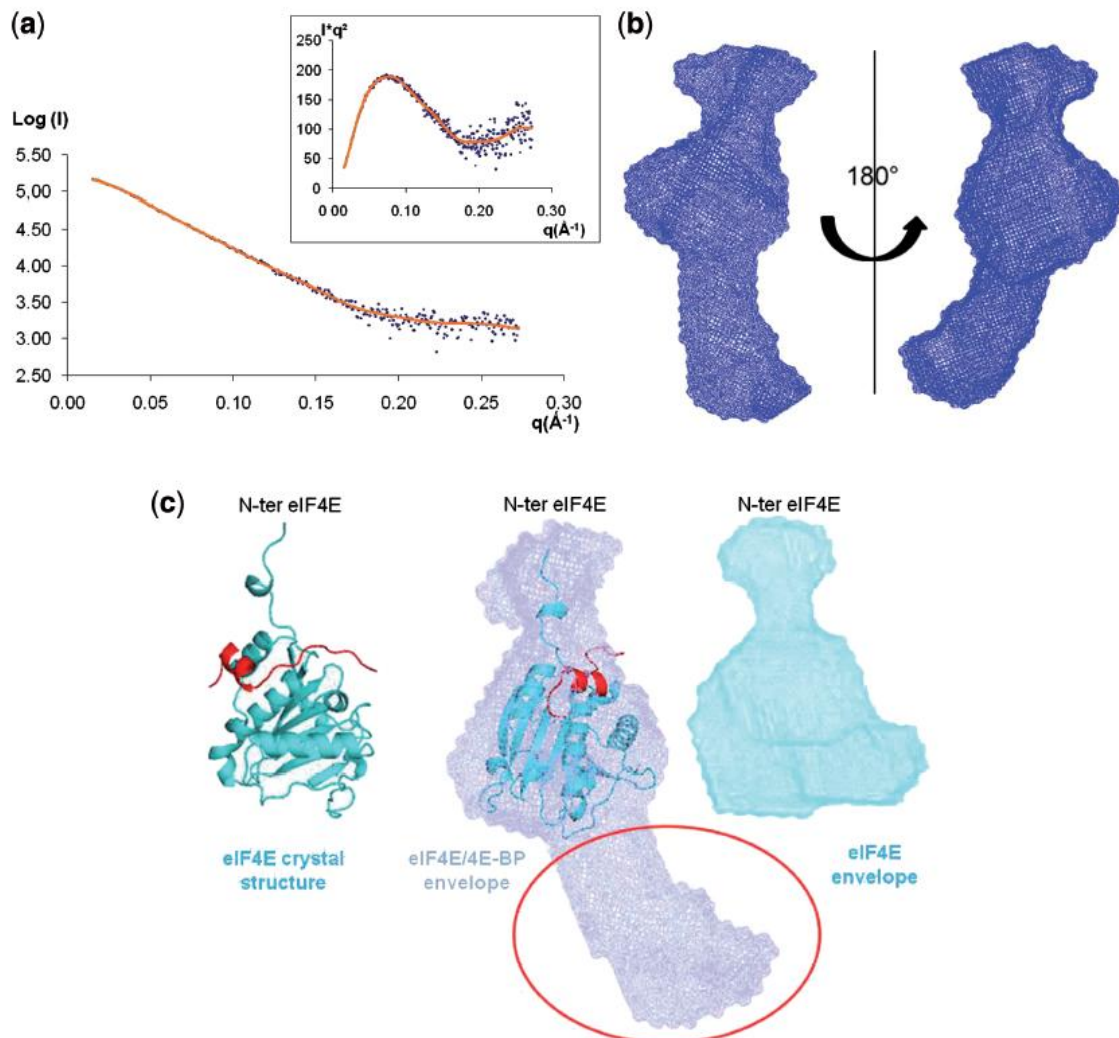 (a)
Log (I)
5.50
5,00
4.50
4.00
3.50
3.00
2.50
0.00 0.05 0.10 0.15 0.20 0.25 0.30
q(Å-1)
I*q²
250
200
150
100
50
0
0.00 0.10 0.20 0.30
q(Å-1)
(b)
180°
(c)
N-ter eIF4E
N-ter eIF4E
N-ter eIF4E
eIF4E crystal
structure
eIF4E/4E-BP
envelope
eIF4E
envelope